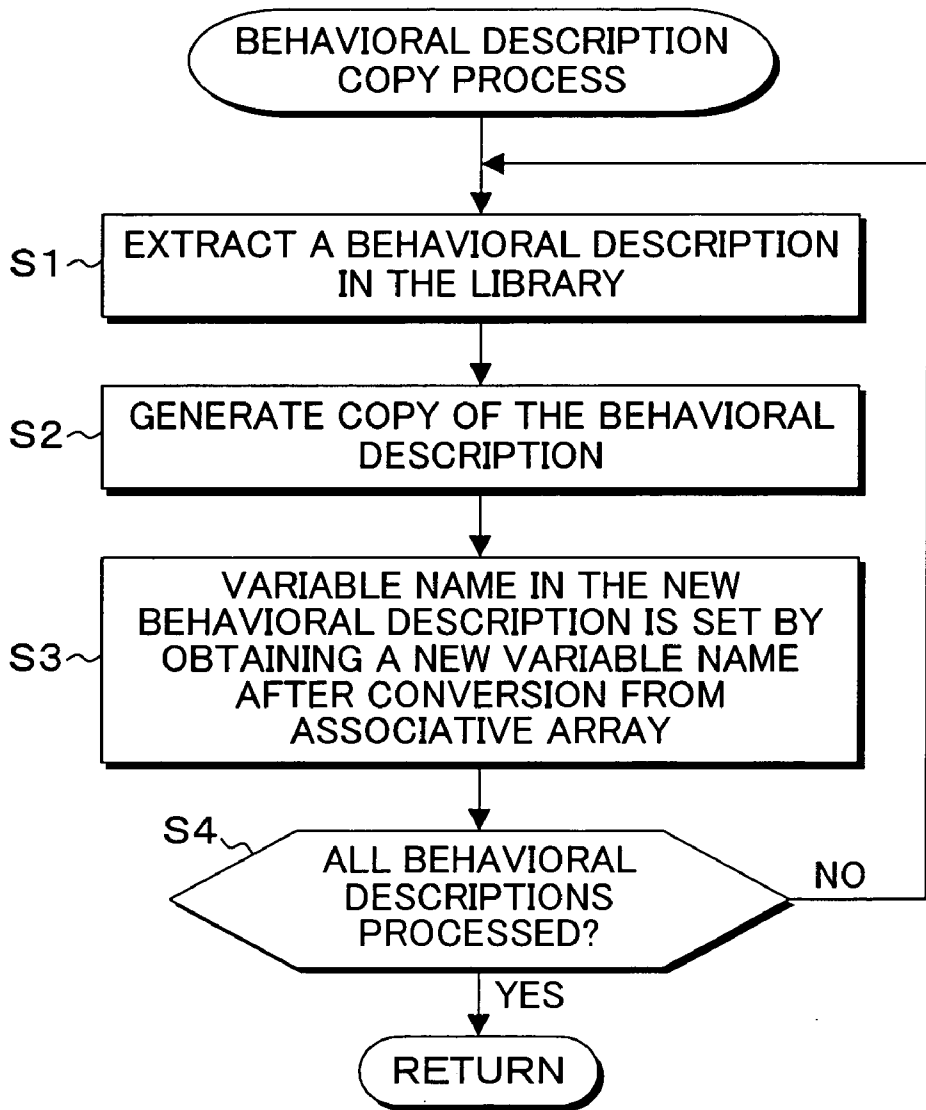 BEHAVIORAL DESCRIPTION
COPY PROCESS
S1
EXTRACT A BEHAVIORAL DESCRIPTION
IN THE LIBRARY
S2
GENERATE COPY OF THE BEHAVIORAL
DESCRIPTION
S3
VARIABLE NAME IN THE NEW
BEHAVIORAL DESCRIPTION IS SET BY
OBTAINING A NEW VARIABLE NAME
AFTER CONVERSION FROM
ASSOCIATIVE ARRAY
S4
ALL BEHAVIORAL
DESCRIPTIONS
PROCESSED?
NO
YES
RETURN